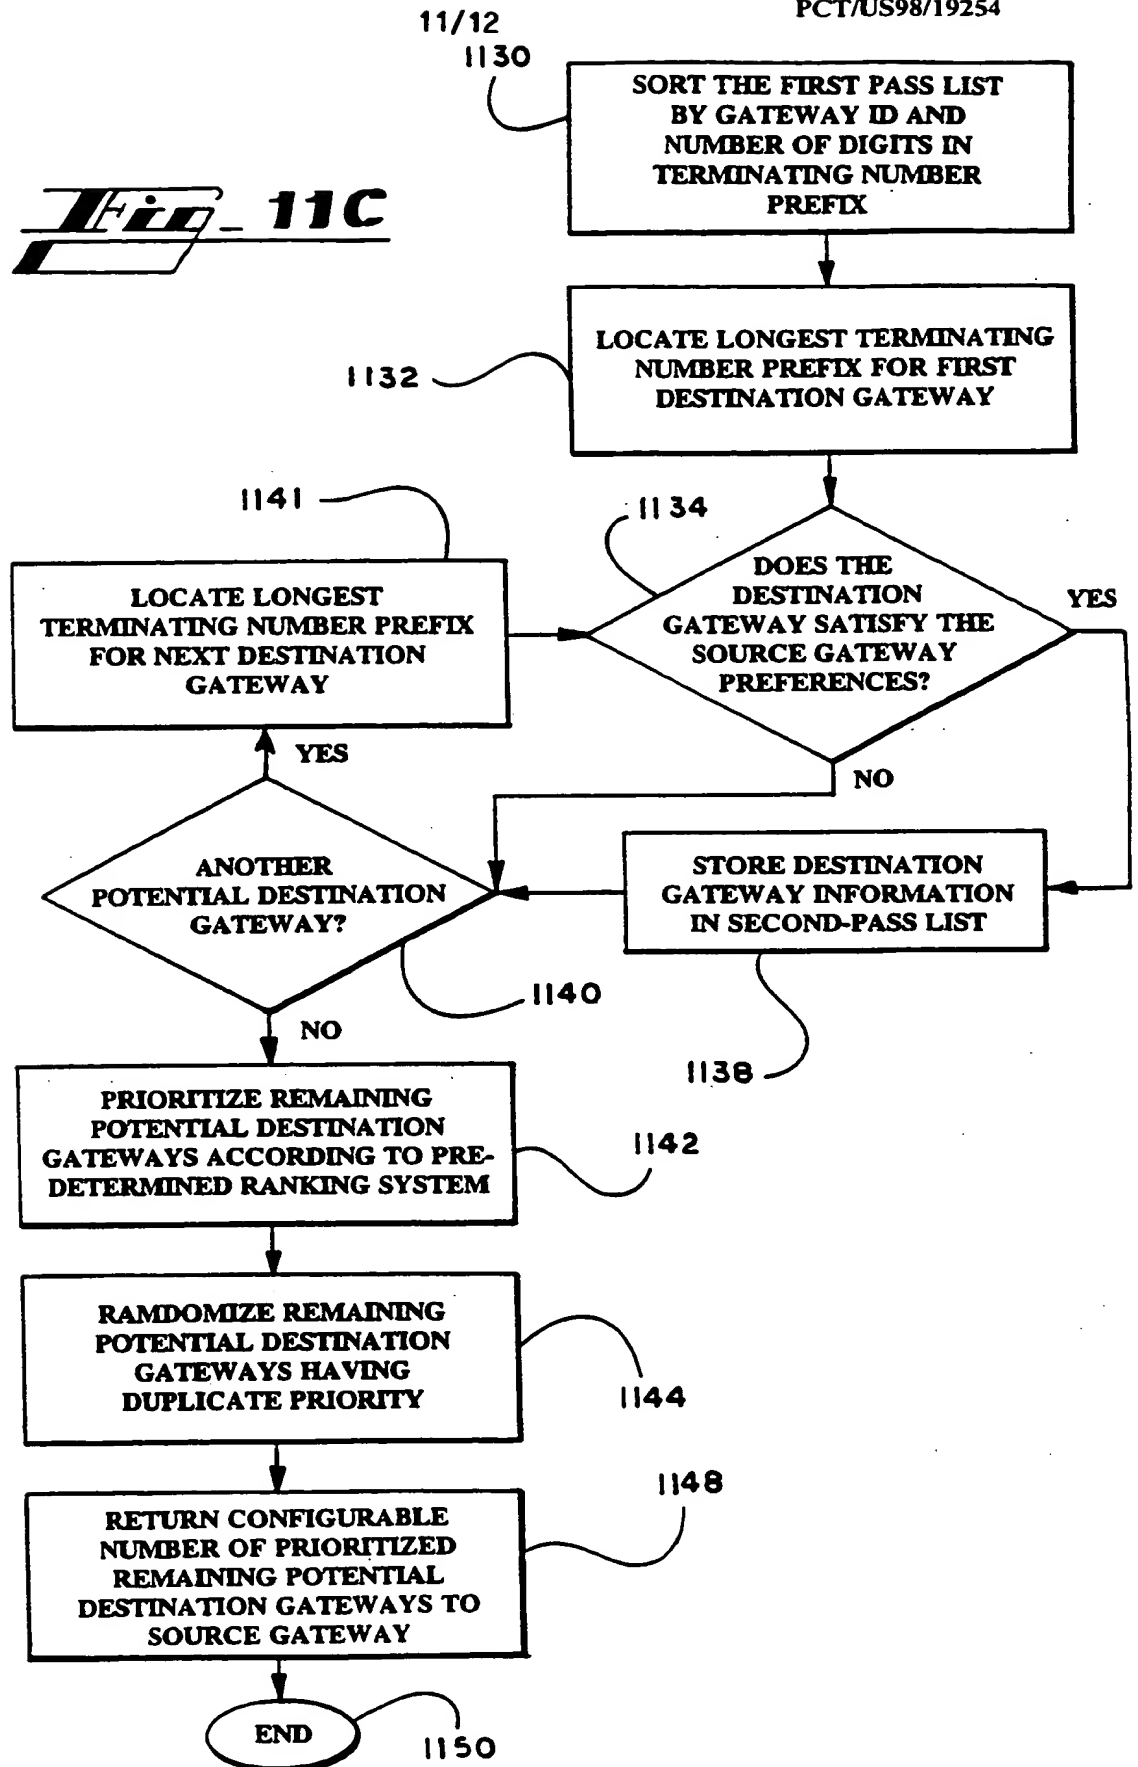 PCT/US98/19254
11/12
1130
SORT THE FIRST PASS LIST
BY GATEWAY ID AND
NUMBER OF DIGITS IN
TERMINATING NUMBER
PREFIX
Fig_ 11C
LOCATE LONGEST TERMINATING
NUMBER PREFIX FOR FIRST
DESTINATION GATEWAY
1132
1141
1134
LOCATE LONGEST
TERMINATING NUMBER PREFIX
FOR NEXT DESTINATION
GATEWAY
DOES THE
DESTINATION
GATEWAY SATISFY THE
SOURCE GATEWAY
PREFERENCES?
YES
YES
NO
ANOTHER
POTENTIAL DESTINATION
GATEWAY?
STORE DESTINATION
GATEWAY INFORMATION
IN SECOND-PASS LIST
1140
NO
1138
PRIORITIZE REMAINING
POTENTIAL DESTINATION
GATEWAYS ACCORDING TO PRE-
DETERMINED RANKING SYSTEM
1142
RAMDOMIZE REMAINING
POTENTIAL DESTINATION
GATEWAYS HAVING
DUPLICATE PRIORITY
1144
RETURN CONFIGURABLE
NUMBER OF PRIORITIZED
REMAINING POTENTIAL
DESTINATION GATEWAYS TO
SOURCE GATEWAY
1148
END
1150